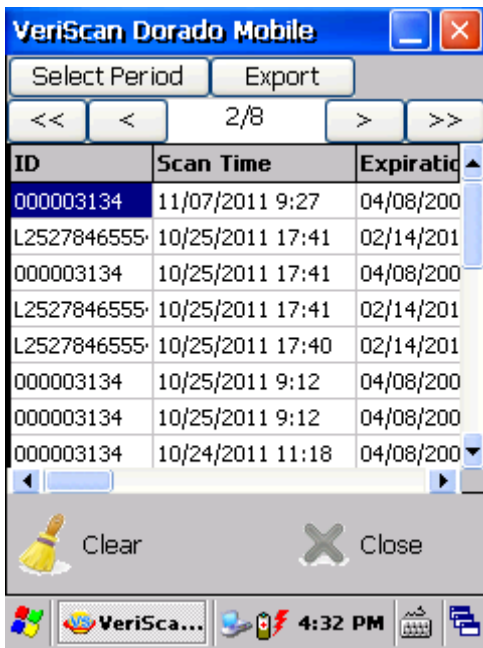 VeriScan Dorado Mobile
Select Period Export
<< < 2/8 > >>
ID Scan Time Expiratic
000003134 11/07/2011 9:27 04/08/200
L2527846555 10/25/2011 17:41 02/14/201
000003134 10/25/2011 17:41 04/08/200
L2527846555 10/25/2011 17:41 02/14/201
L2527846555 10/25/2011 17:40 02/14/201
000003134 10/25/2011 9:12 04/08/200
000003134 10/25/2011 9:12 04/08/200
000003134 10/24/2011 11:18 04/08/200
Clear Close
VS VeriSca... 4:32 PM